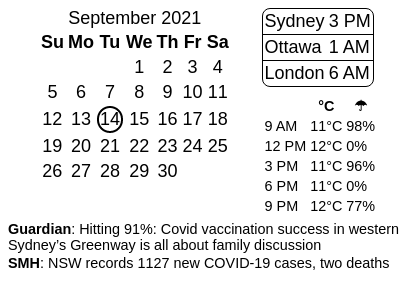 September 2021
Su Mo Tu We Th Fr Sa
1 2 3 4
5 6 7 8 9 10 11
12 13 14 15 16 17 18
19 20 21 22 23 24 25
26 27 28 29 30
Sydney 3 PM
Ottawa 1 AM
London 6 AM
°C ☂
9 AM 11°C 98%
12 PM 12°C 0%
3 PM 11°C 96%
6 PM 11°C 0%
9 PM 12°C 77%
Guardian: Hitting 91%: Covid vaccination success in western
Sydney’s Greenway is all about family discussion
SMH: NSW records 1127 new COVID-19 cases, two deaths